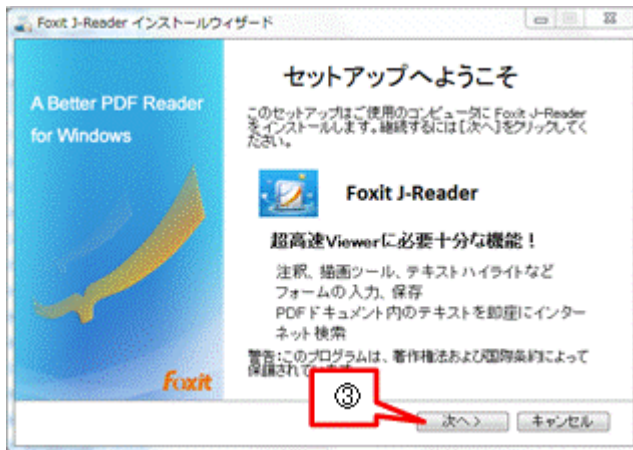 Foxit J-Reader インストールウィザード
A Better PDF Reader
for Windows
セットアップへようこそ
このセットアップはご使用のコンピュータに Foxit J-Reader
をインストールします。継続するには[次へ]をクリックしてく
ださい。
Foxit J-Reader
超高速Viewerに必要十分な機能!
注釈、描画ツール、テキストハイライトなど
フォームの入力、保存
PDFドキュメント内のテキストを即座にインター
ネット検索
警告:このプログラムは、著作権法および国際条約によって
保護されています
Foxit
③
次へ>
キャンセル